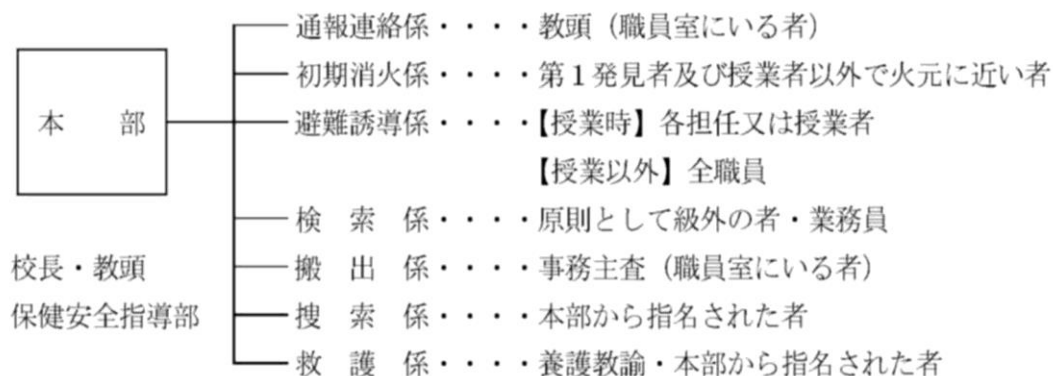 通報連絡係・・・・教頭（職員室にいる者）
初期消火係・・・・第１発見者及び授業者以外で火元に近い者
本　　部
避難誘導係・・・・【授業時】各担任又は授業者
【授業以外】全職員
検　索　係・・・・原則として級外の者・業務員
校長・教頭
搬　出　係・・・・事務主査（職員室にいる者）
保健安全指導部
捜　索　係・・・・本部から指名された者
救　護　係・・・・養護教諭・本部から指名された者